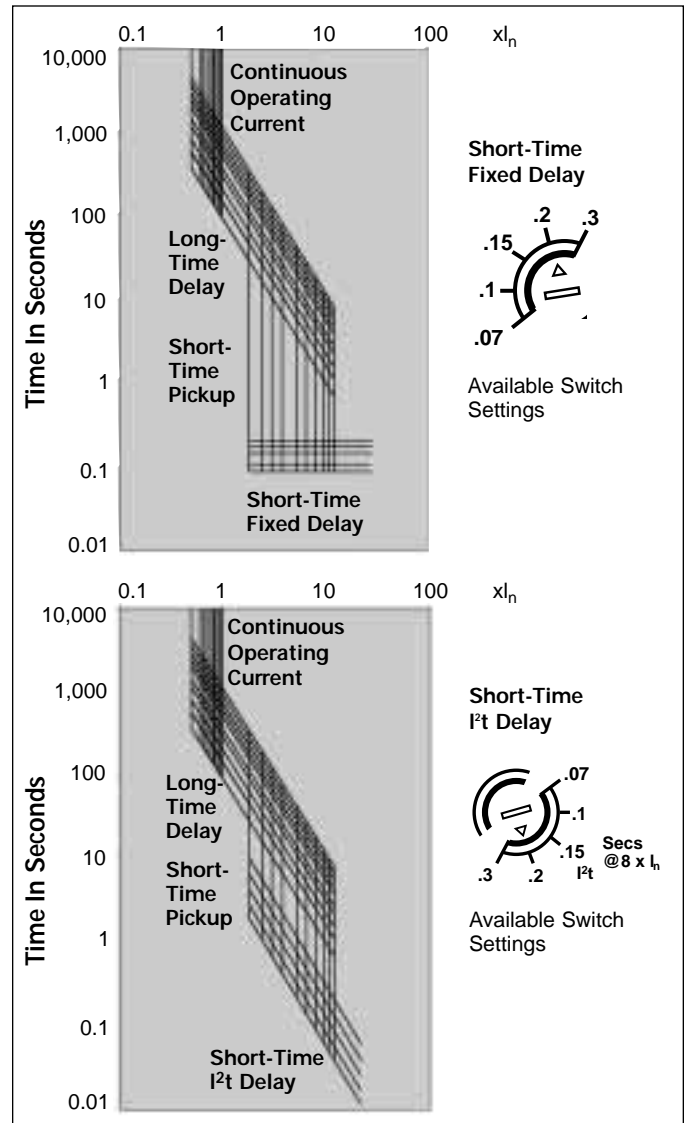 0.1 1 10 100 xIₙ
10,000
1,000
100
10
1
0.1
0.01
Time In Seconds
Continuous
Operating
Current
Long-
Time
Delay
Short-
Time
Pickup
Short-Time
Fixed Delay
Short-Time
Fixed Delay
.07 .1 .15 .2 .3
Available Switch
Settings
0.1 1 10 100 xIₙ
10,000
1,000
100
10
1
0.1
0.01
Time In Seconds
Continuous
Operating
Current
Long-
Time
Delay
Short-
Time
Pickup
Short-Time
I²t Delay
Short-Time
I²t Delay
.07
.1
.15
.2
.3
I²t
Secs
@8 x Iₙ
Available Switch
Settings